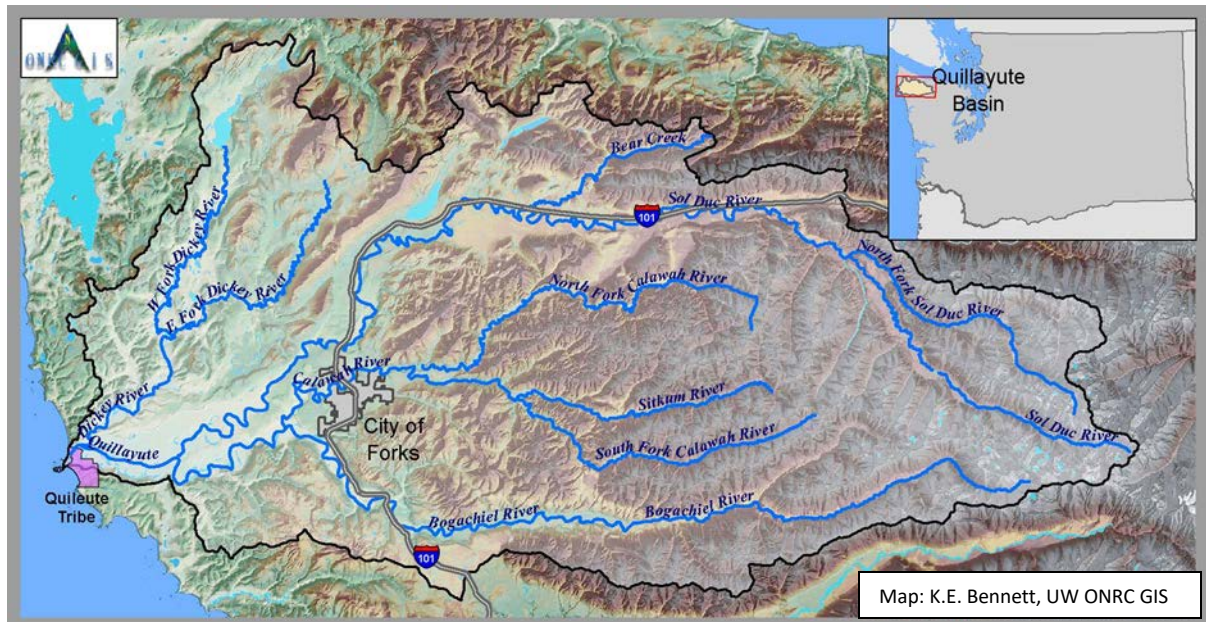 ONRC GIS
Quillayute
Basin
Bear Creek
Sol Duc River
101
W Fork Dickey River
E Fork Dickey River
North Fork Calawah River
North Fork Sol Duc River
Calawah River
Dickey River
Sitkum River
City of
Forks
South Fork Calawah River
Sol Duc River
Quillayute
Quileute
Tribe
Bogachiel River
Bogachiel River
101
Map: K.E. Bennett, UW ONRC GIS